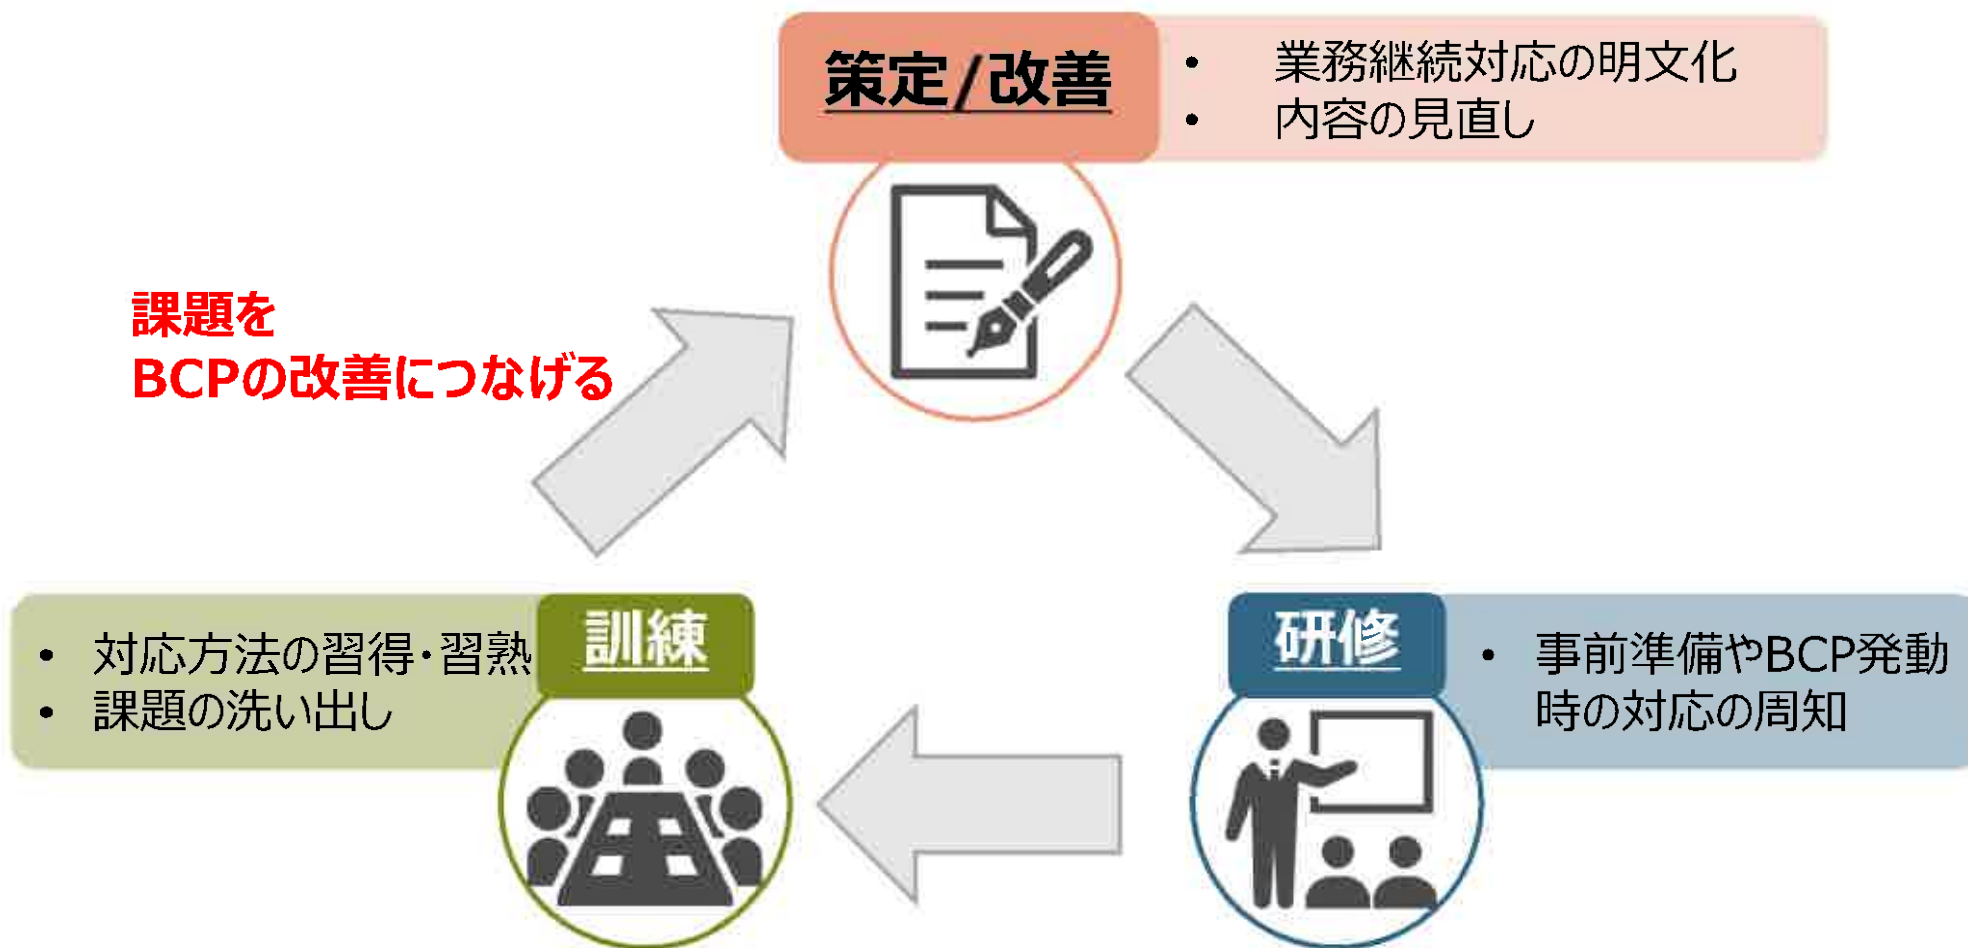 策定/改善
• 業務継続対応の明文化
• 内容の見直し
課題を
BCPの改善につなげる
訓練
• 対応方法の習得・習熟
• 課題の洗い出し
研修
• 事前準備やBCP発動
時の対応の周知